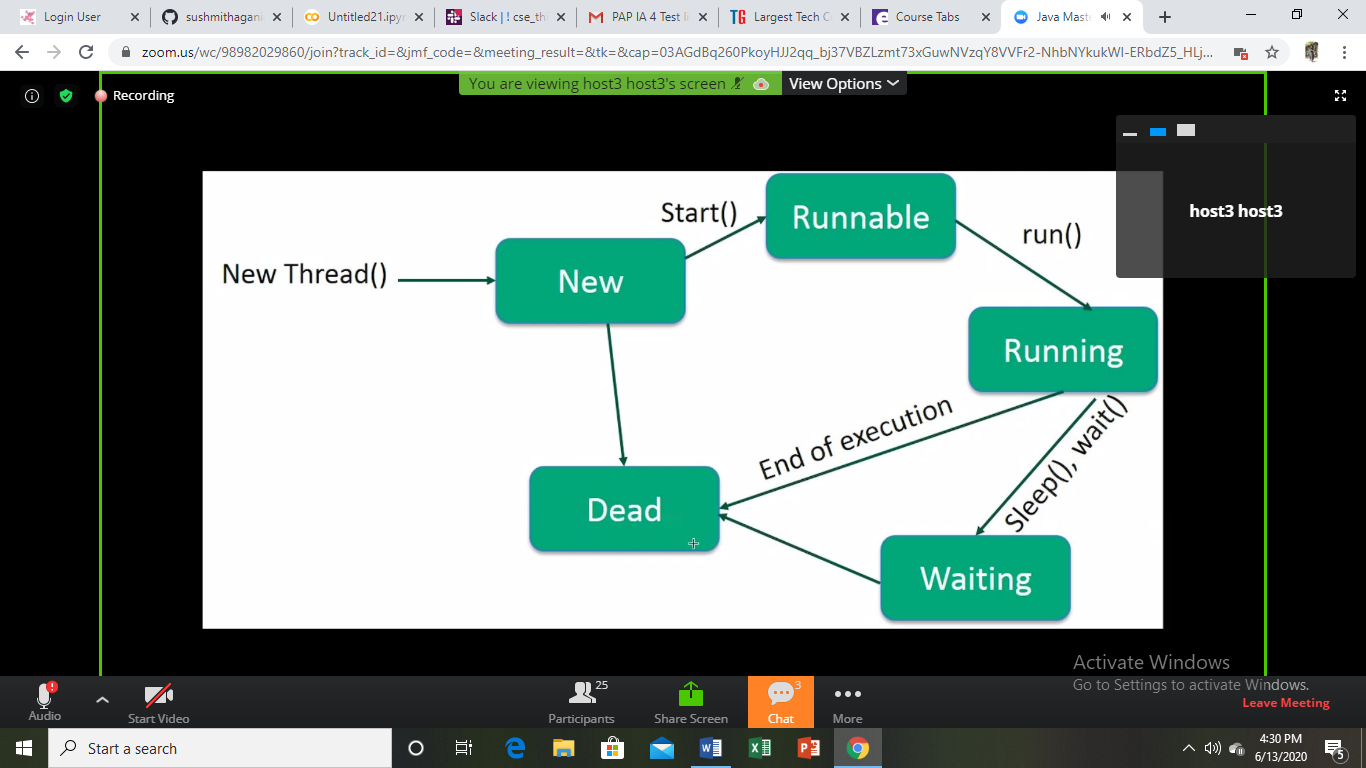 Login User
sushmithagani
Untitled21.ipyn
Slack | ! cse_thi
PAP IA 4 Test li
Largest Tech C
Course Tabs
Java Mast
zoom.us/wc/98982029860/join?track_id=&jmf_code=&meeting_result=&tk=&cap=03AGdBq260PkoyHJJ2qq_bj37VBZLzmt73xGuwNVzqY8VVFr2-NhbNYkukWI-ERbdZ5_HLj...
You are viewing host3 host3's screen
View Options
Recording
host3 host3
Start()
Runnable
run()
New Thread()
New
Running
End of execution
Sleep(), wait()
Dead
Waiting
Activate Windows
Go to Settings to activate Windows.
Leave Meeting
Audio
Start Video
25
Participants
Share Screen
3
Chat
More
Start a search
4:30 PM
6/13/2020
5